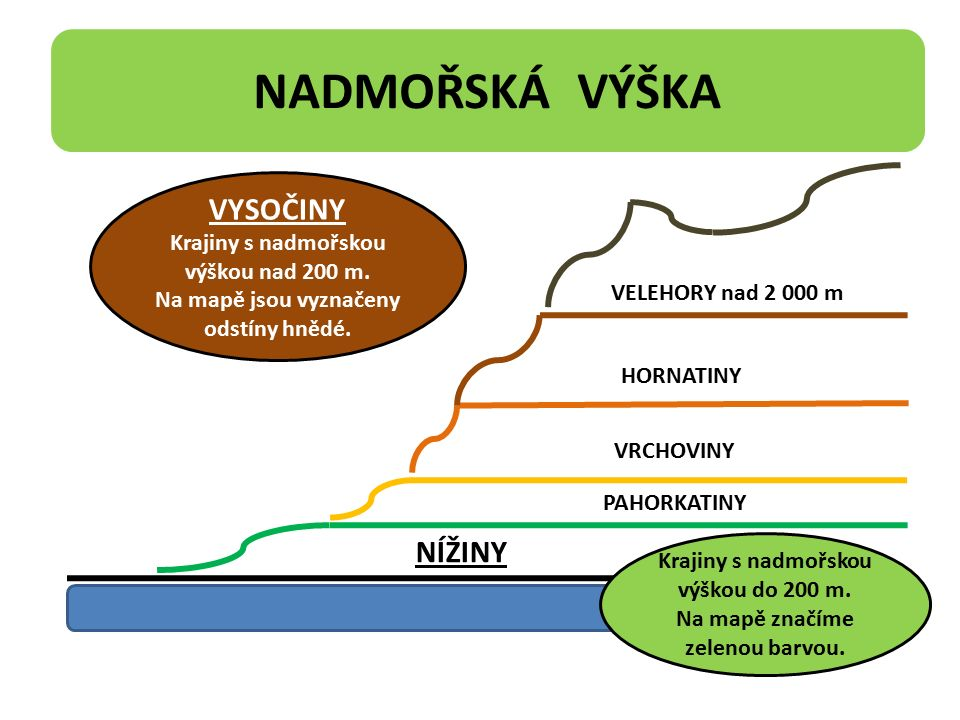 NADMOŘSKÁ VÝŠKA
VYSOČINY
Krajiny s nadmořskou
výškou nad 200 m.
Na mapě jsou vyznačeny
odstíny hnědé.
VELEHORY nad 2 000 m
HORNATINY
VRCHOVINY
PAHORKATINY
NÍŽINY
Krajiny s nadmořskou
výškou do 200 m.
Na mapě značíme
zelenou barvou.